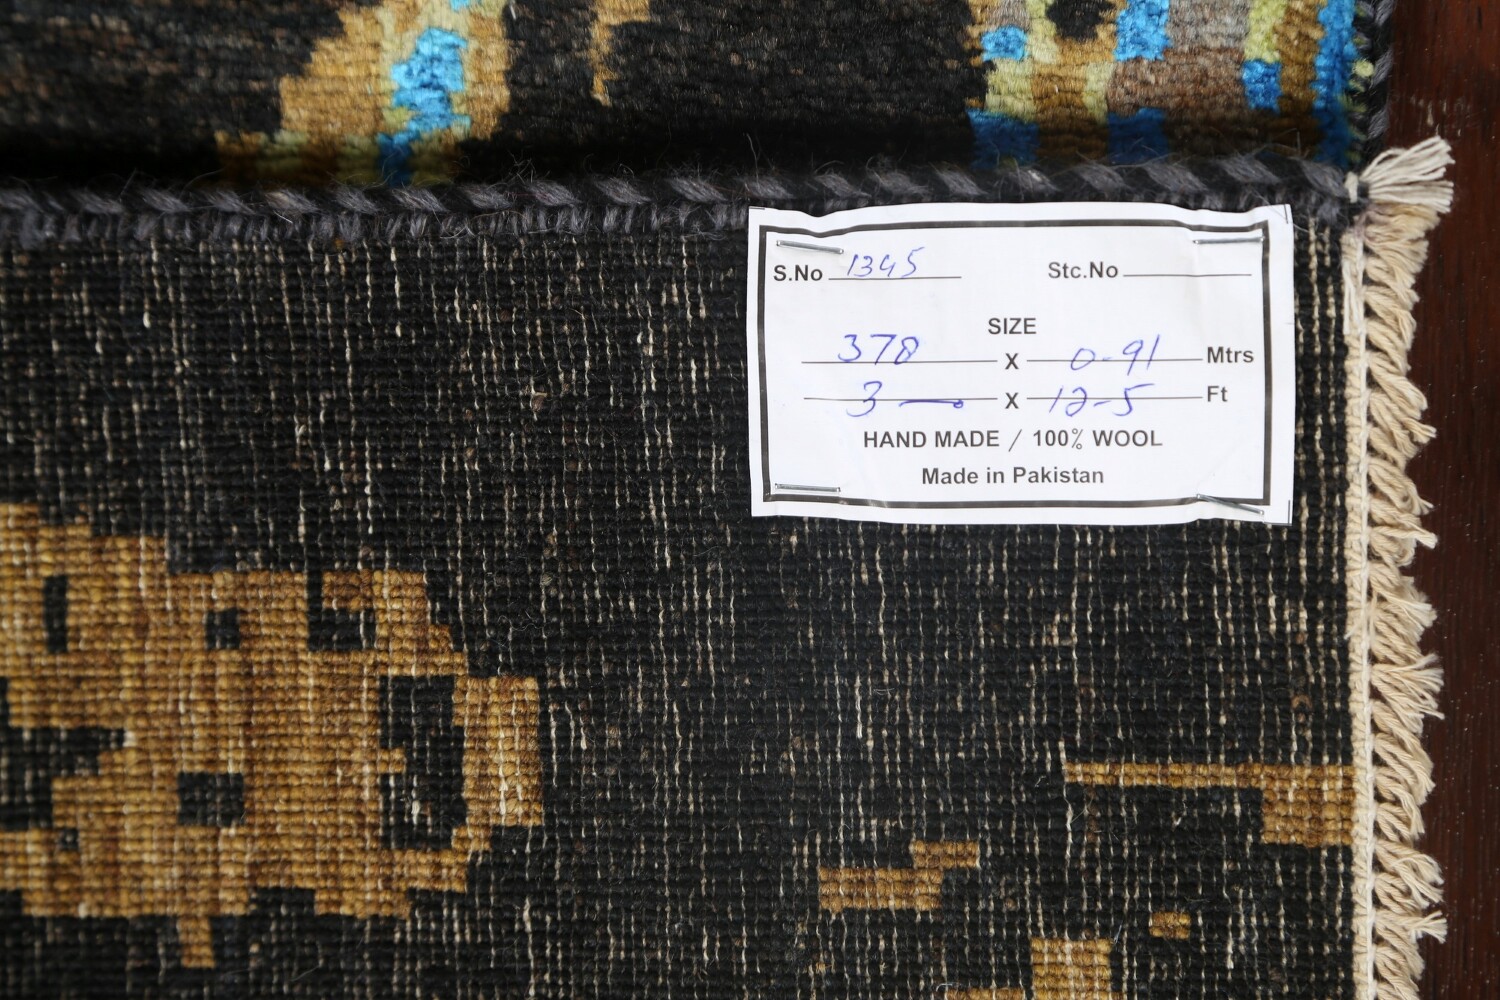 S.No 1345 Stc.No
SIZE
378 X 0-91 Mtrs
3 — X 12-5 Ft
HAND MADE / 100% WOOL
Made in Pakistan